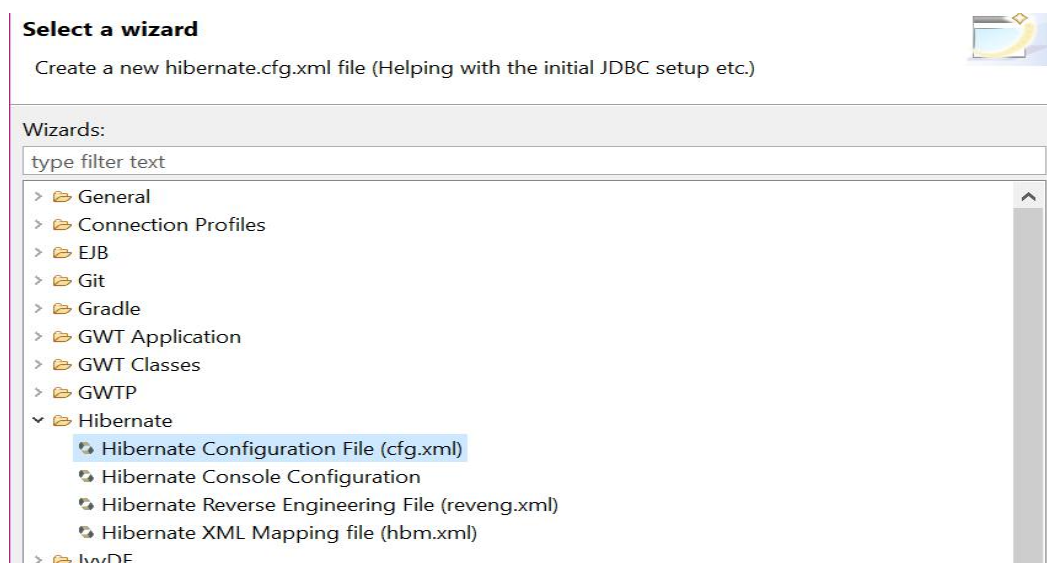 Select a wizard
Create a new hibernate.cfg.xml file (Helping with the initial JDBC setup etc.)
Wizards:
type filter text
General
Connection Profiles
EJB
Git
Gradle
GWT Application
GWT Classes
GWTP
Hibernate
Hibernate Configuration File (cfg.xml)
Hibernate Console Configuration
Hibernate Reverse Engineering File (reveng.xml)
Hibernate XML Mapping file (hbm.xml)